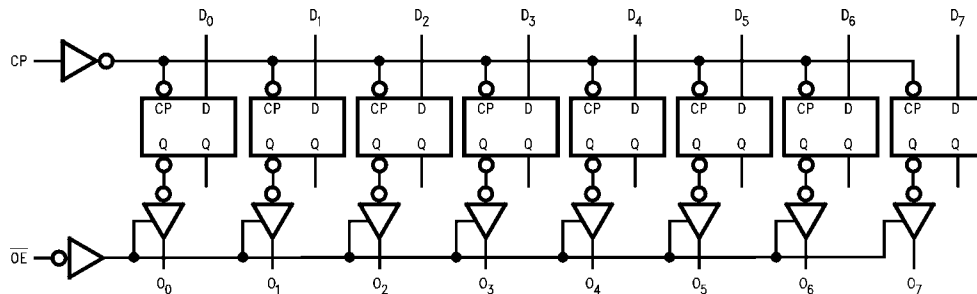 D₀ D₁ D₂ D₃ D₄ D₅ D₆ D₇
CP
CP D CP D CP D CP D CP D CP D CP D CP D
Q Q Q Q Q Q Q Q Q Q Q Q Q Q Q Q
O̅E̅
O₀ O₁ O₂ O₃ O₄ O₅ O₆ O₇